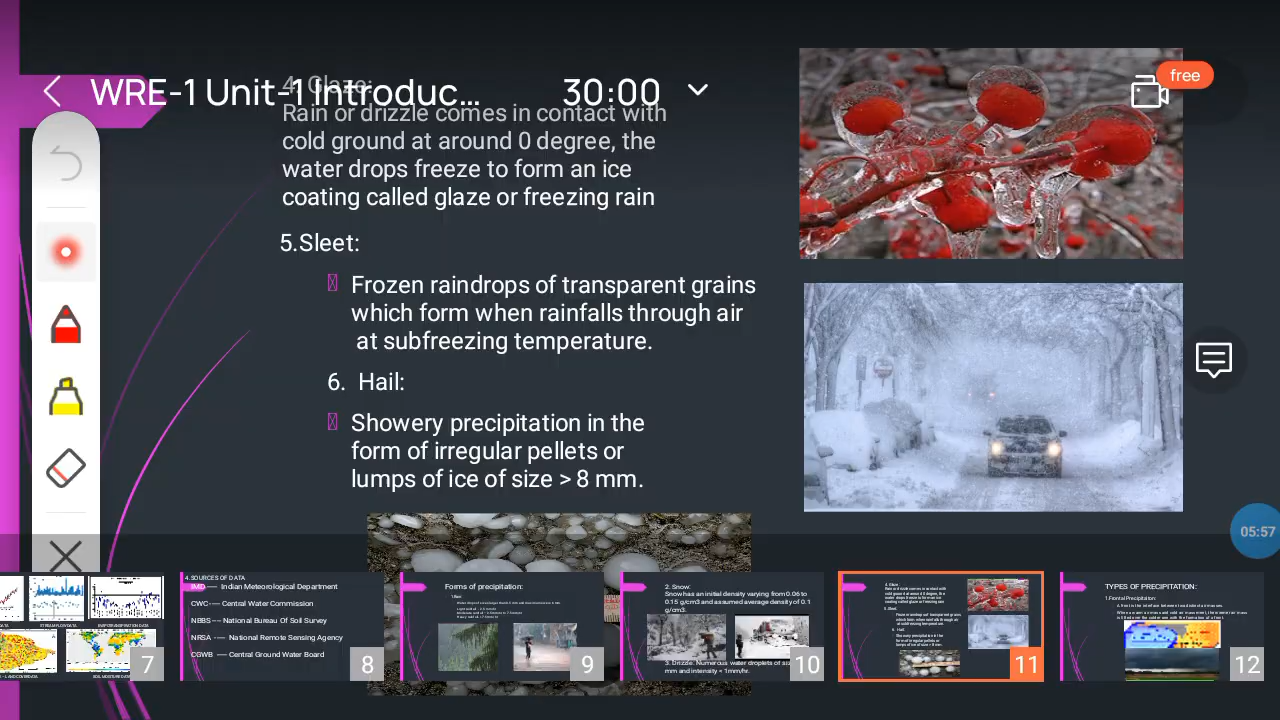 WRE-1 Unit-1 Introduc...
30:00
free
4. Glaze:
Rain or drizzle comes in contact with
cold ground at around 0 degree, the
water drops freeze to form an ice
coating called glaze or freezing rain
5.Sleet:
Frozen raindrops of transparent grains
which form when rainfalls through air
at subfreezing temperature.
6. Hail:
Showery precipitation in the
form of irregular pellets or
lumps of ice of size > 8 mm.
05:57
7
4.SOURCES OF DATA
IMD---- Indian Meteorological Department
CWC---- Central Water Commission
NBBS-- National Bureau Of Soil Survey
NRSA ---- National Remote Sensing Agency
CGWB ---- Central Ground Water Board
8
Forms of precipitation:
9
2. Snow:
Snow has an initial density varying from 0.06 to
0.15 g/cm3 and assumed average density of 0.1
g/cm3.
3. Drizzle: Numerous water droplets of
mm and intensity < 1mm/hr.
10
11
TYPES OF PRECIPITATION:
1.Frontal Precipitation:
12